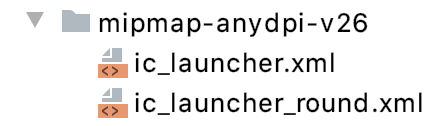 mipmap-anydpi-v26
ic_launcher.xml
ic_launcher_round.xml